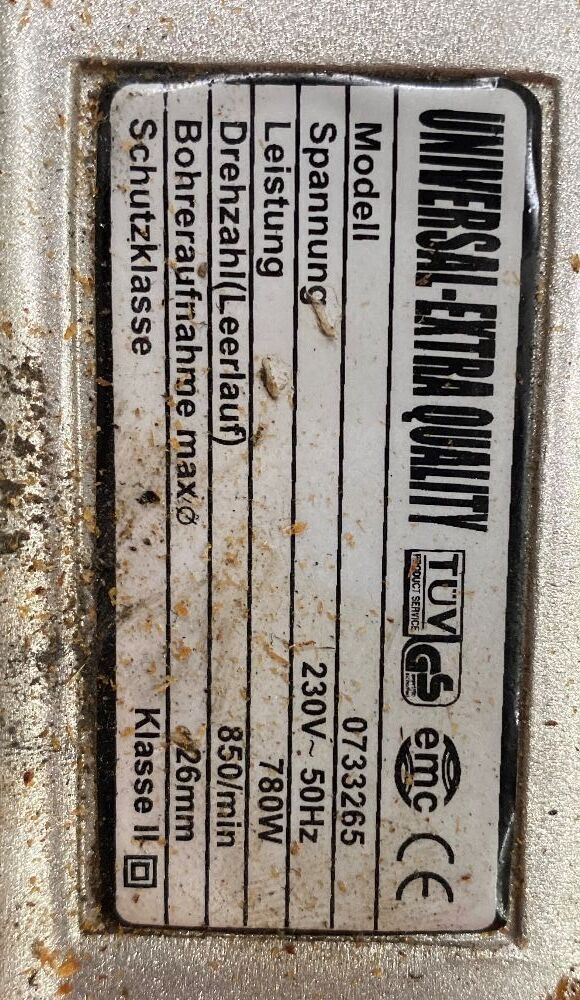 UNIVERSAL-EXTRA QUALITY TÜV PRODUCT SERVICE GS emc CE
Modell 0733265
Spannung 230V~ 50Hz
Leistung 780W
Drehzahl(Leerlauf) 850/min
Bohreraufnahme max⌀ 26mm
Schutzklasse Klasse II